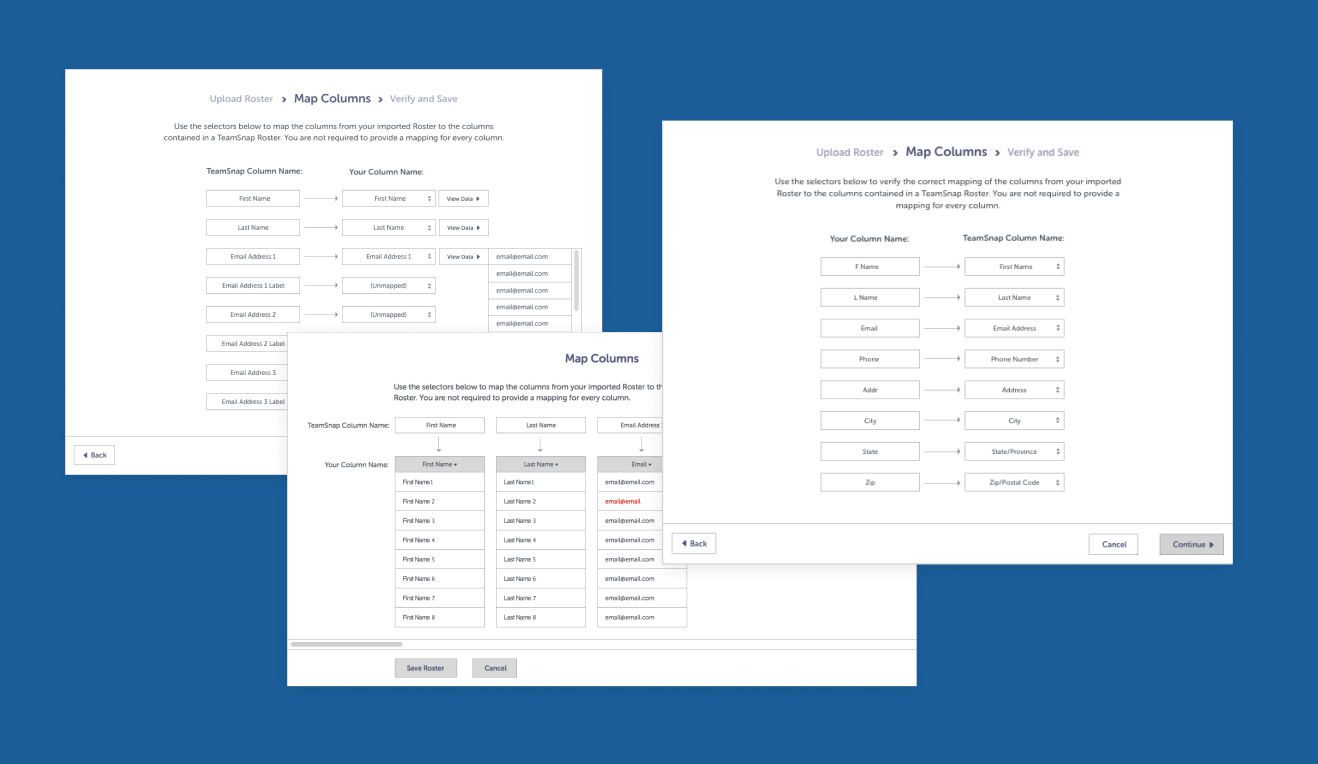 Upload Roster > Map Columns > Verify and Save
Use the selectors below to map the columns from your imported Roster to the columns
contained in a TeamSnap Roster. You are not required to provide a mapping for every column.
TeamSnap Column Name: Your Column Name:
First Name First Name View Data
Last Name Last Name View Data
Email Address 1 Email Address 1 View Data email@email.com
email@email.com
Email Address 1 Label (Unmapped) email@email.com
email@email.com
Email Address 2 (Unmapped) email@email.com
Email Address 2 Label
Email Address 3
Email Address 3 Label
Back
Map Columns
Use the selectors below to map the columns from your imported Roster to
Roster. You are not required to provide a mapping for every column.
TeamSnap Column Name: First Name Last Name Email Address
Your Column Name: First Name Last Name Email
First Name1 Last Name1 email@email.com
First Name 2 Last Name 2 email@email
First Name 3 Last Name 3 email@email.com
First Name 4 Last Name 4 email@email.com
First Name 5 Last Name 5 email@email.com
First Name 6 Last Name 6 email@email.com
First Name 7 Last Name 7 email@email.com
First Name 8 Last Name 8 email@email.com
Save Roster Cancel
Upload Roster > Map Columns > Verify and Save
Use the selectors below to verify the correct mapping of the columns from your imported
Roster to the columns contained in a TeamSnap Roster. You are not required to provide a
mapping for every column.
Your Column Name: TeamSnap Column Name:
F Name First Name
L Name Last Name
Email Email Address
Phone Phone Number
Addr Address
City City
State State/Province
Zip Zip/Postal Code
Back Cancel Continue